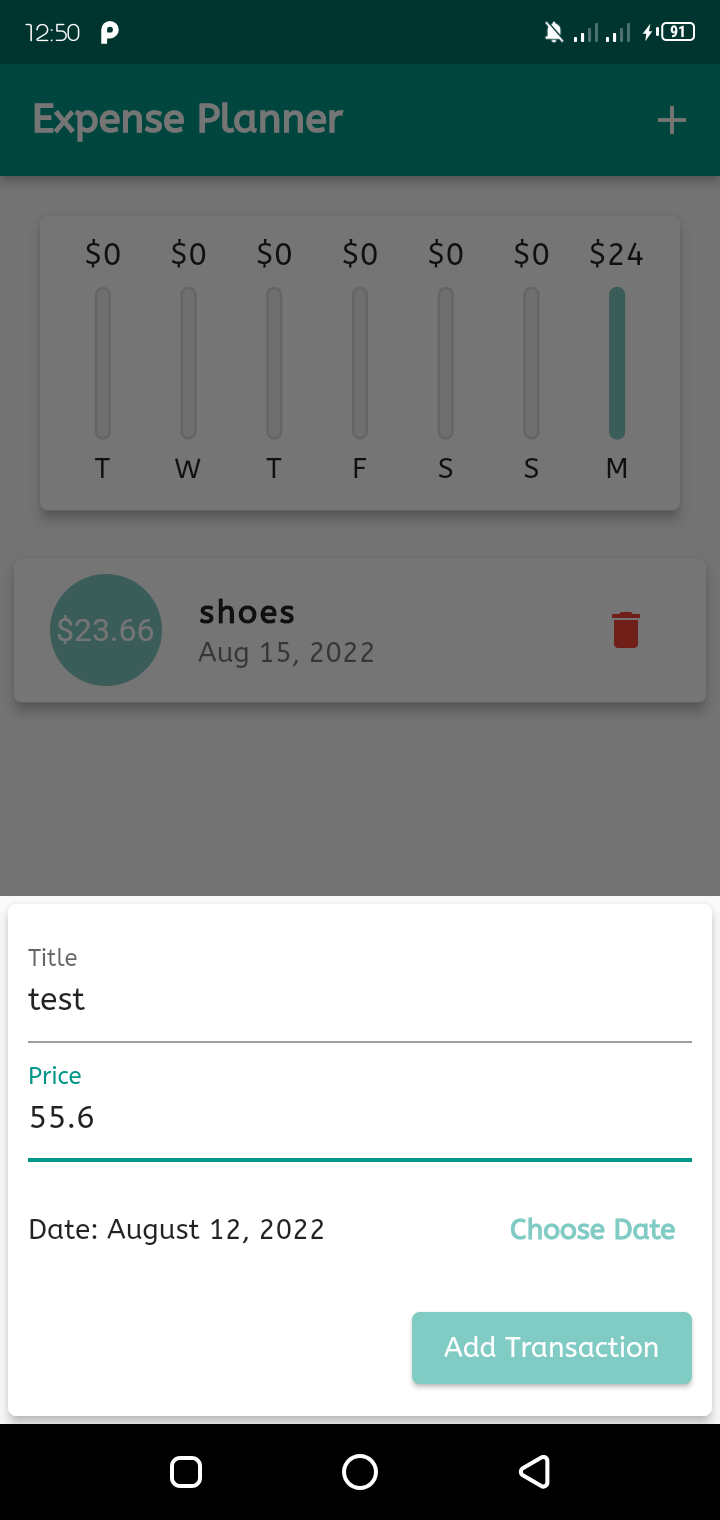 12:50 91
Expense Planner
$0 $0 $0 $0 $0 $0 $24
T W T F S S M
$23.66
shoes
Aug 15, 2022
Title
test
Price
55.6
Date: August 12, 2022 Choose Date
Add Transaction